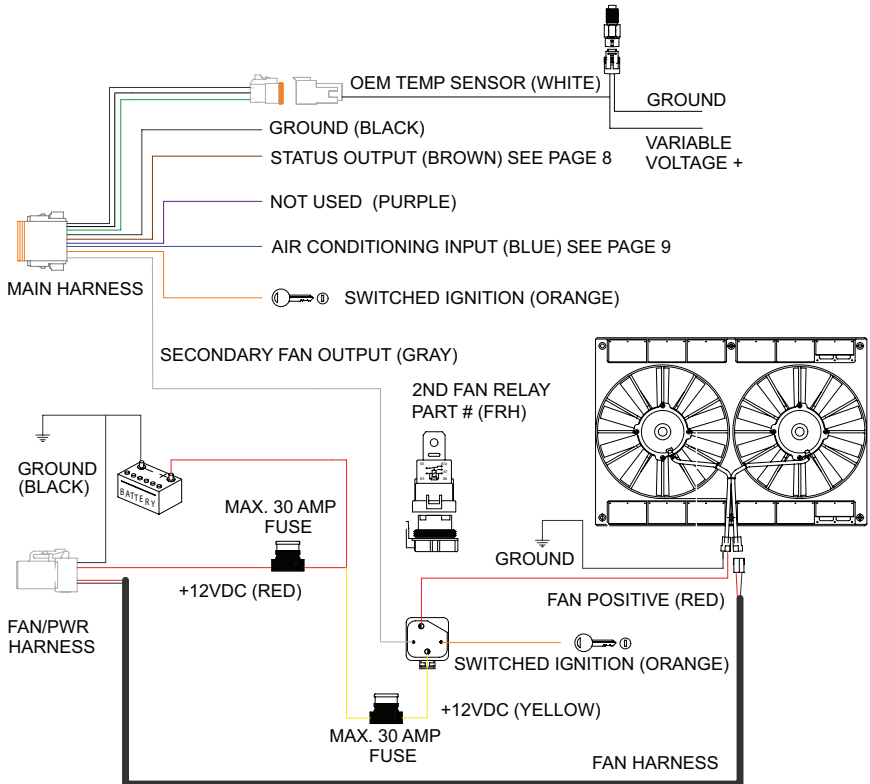 OEM TEMP SENSOR (WHITE)
GROUND
VARIABLE
VOLTAGE +
GROUND (BLACK)
STATUS OUTPUT (BROWN) SEE PAGE 8
NOT USED (PURPLE)
AIR CONDITIONING INPUT (BLUE) SEE PAGE 9
MAIN HARNESS
SWITCHED IGNITION (ORANGE)
SECONDARY FAN OUTPUT (GRAY)
2ND FAN RELAY
PART # (FRH)
GROUND
(BLACK)
BATTERY
MAX. 30 AMP
FUSE
+12VDC (RED)
GROUND
FAN POSITIVE (RED)
FAN/PWR
HARNESS
SWITCHED IGNITION (ORANGE)
+12VDC (YELLOW)
MAX. 30 AMP
FUSE
FAN HARNESS